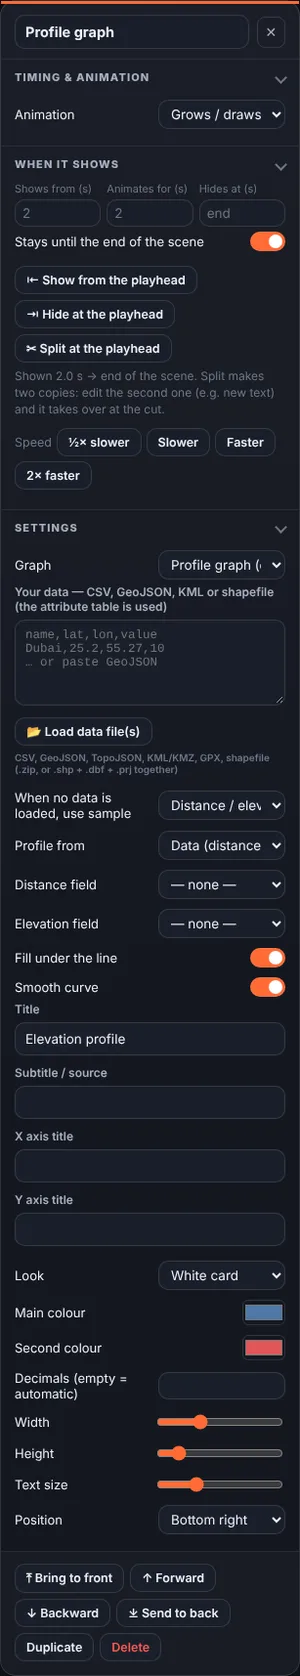 Profile graph
✕
TIMING & ANIMATION
Animation
Grows / draws
WHEN IT SHOWS
Shows from (s)
Animates for (s)
Hides at (s)
2
2
end
Stays until the end of the scene
⇤ Show from the playhead
⇥ Hide at the playhead
✂ Split at the playhead
Shown 2.0 s → end of the scene. Split makes
two copies: edit the second one (e.g. new text)
and it takes over at the cut.
Speed
½× slower
Slower
Faster
2× faster
SETTINGS
Graph
Profile graph (
Your data — CSV, GeoJSON, KML or shapefile
(the attribute table is used)
name,lat,lon,value
Dubai,25.2,55.27,10
… or paste GeoJSON
📂 Load data file(s)
CSV, GeoJSON, TopoJSON, KML/KMZ, GPX, shapefile
(.zip, or .shp + .dbf + .prj together)
When no data is
loaded, use sample
Distance / elev
Profile from
Data (distance
Distance field
— none —
Elevation field
— none —
Fill under the line
Smooth curve
Title
Elevation profile
Subtitle / source
X axis title
Y axis title
Look
White card
Main colour
Second colour
Decimals (empty =
automatic)
Width
Height
Text size
Position
Bottom right
⤒ Bring to front
↑ Forward
↓ Backward
⤓ Send to back
Duplicate
Delete